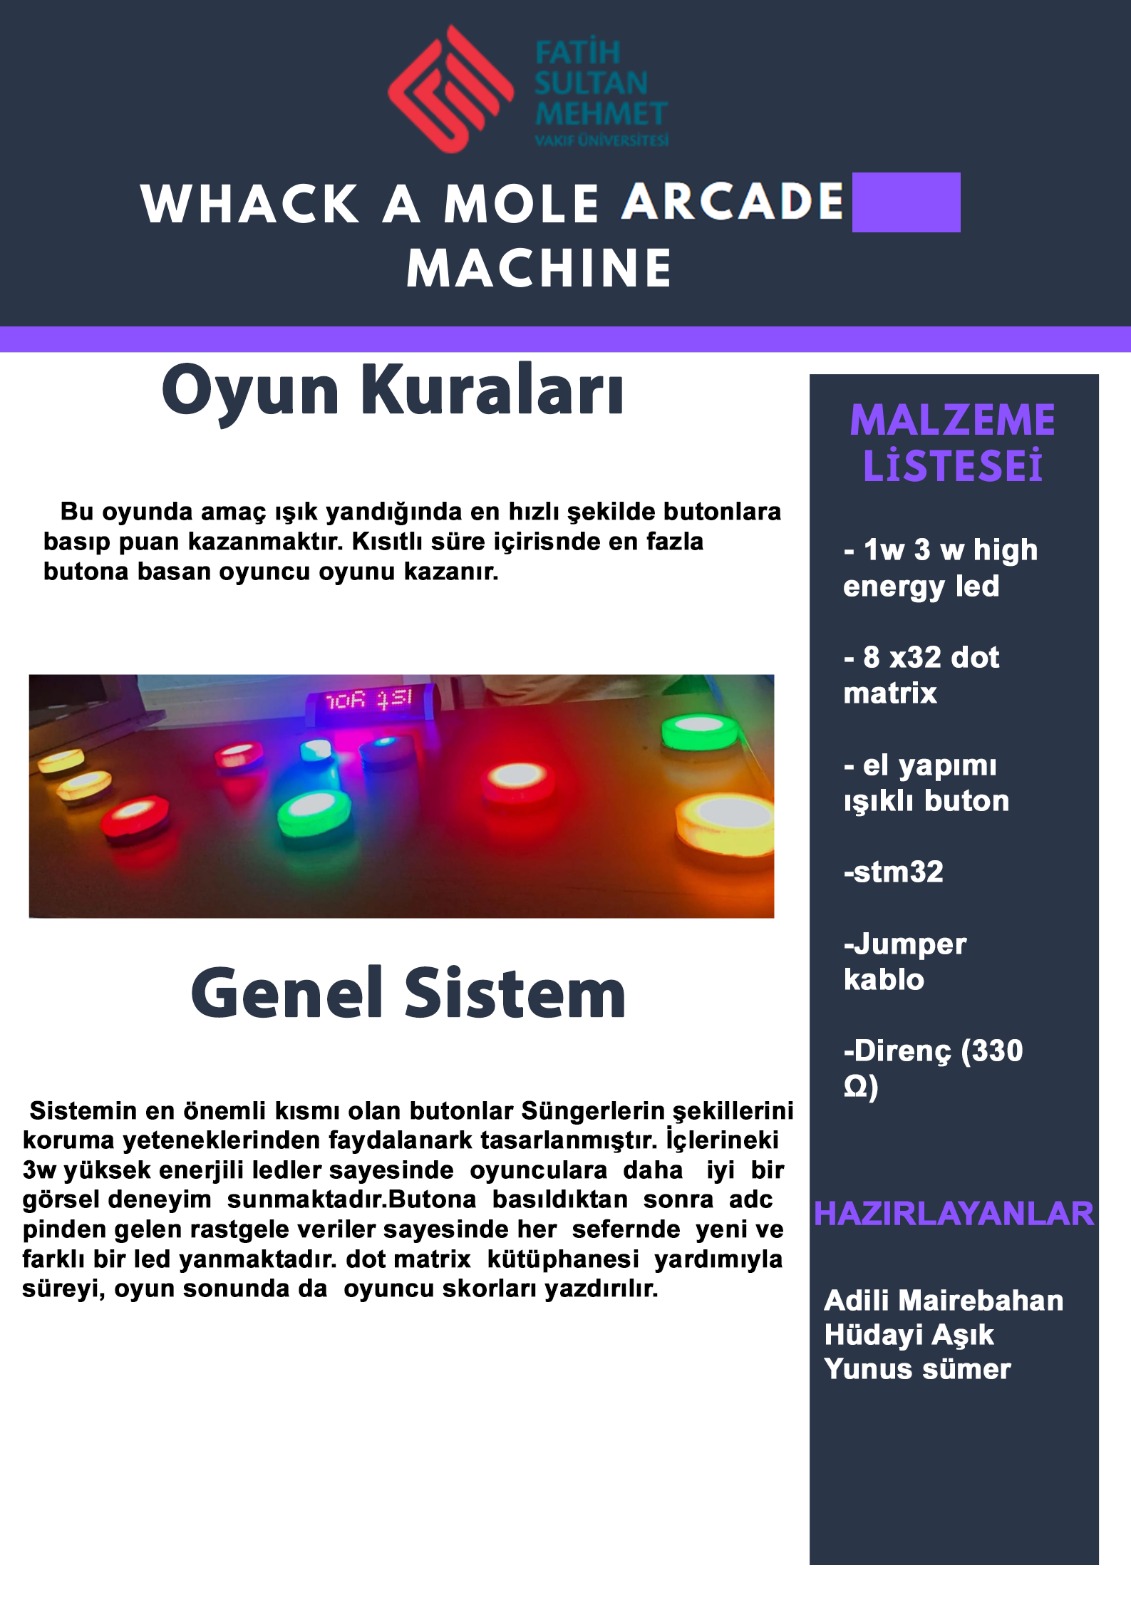 FATİH
SULTAN
MEHMET
VAKIF ÜNİVERSİTESİ
WHACK A MOLE ARCADE
MACHINE
Oyun Kuraları
Bu oyunda amaç ışık yandığında en hızlı şekilde butonlara
basıp puan kazanmaktır. Kısıtlı süre içirisnde en fazla
butona basan oyuncu oyunu kazanır.
Genel Sistem
Sistemin en önemli kısmı olan butonlar Süngerlerin şekillerini
koruma yeteneklerinden faydalanark tasarlanmıştır. İçlerineki
3w yüksek enerjili ledler sayesinde oyunculara daha iyi bir
görsel deneyim sunmaktadır.Butona basıldıktan sonra adc
pinden gelen rastgele veriler sayesinde her sefernde yeni ve
farklı bir led yanmaktadır. dot matrix kütüphanesi yardımıyla
süreyi, oyun sonunda da oyuncu skorları yazdırılır.
MALZEME
LİSTESEİ
- 1w 3 w high
energy led
- 8 x32 dot
matrix
- el yapımı
ışıklı buton
-stm32
-Jumper
kablo
-Direnç (330
Ω)
HAZIRLAYANLAR
Adili Mairebahan
Hüdayi Aşık
Yunus sümer